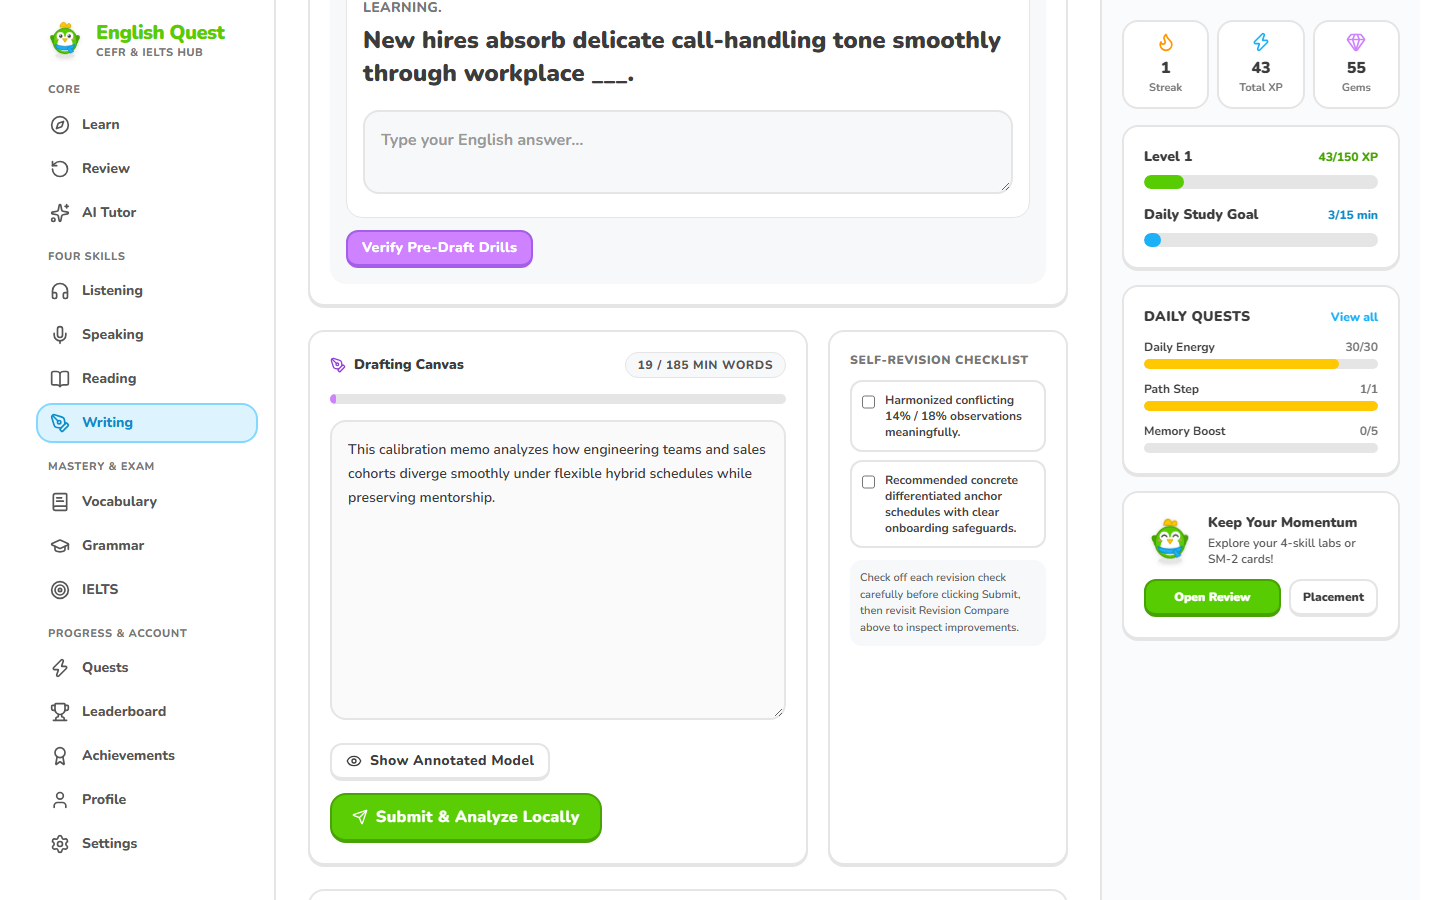 English Quest
CEFR & IELTS HUB
CORE
Learn
Review
AI Tutor
FOUR SKILLS
Listening
Speaking
Reading
Writing
MASTERY & EXAM
Vocabulary
Grammar
IELTS
PROGRESS & ACCOUNT
Quests
Leaderboard
Achievements
Profile
Settings
LEARNING.
New hires absorb delicate call-handling tone smoothly
through workplace ___.
Type your English answer...
Verify Pre-Draft Drills
Drafting Canvas
19 / 185 MIN WORDS
This calibration memo analyzes how engineering teams and sales
cohorts diverge smoothly under flexible hybrid schedules while
preserving mentorship.
Show Annotated Model
Submit & Analyze Locally
SELF-REVISION CHECKLIST
Harmonized conflicting
14% / 18% observations
meaningfully.
Recommended concrete
differentiated anchor
schedules with clear
onboarding safeguards.
Check off each revision check
carefully before clicking Submit,
then revisit Revision Compare
above to inspect improvements.
1
Streak
43
Total XP
55
Gems
Level 1
43/150 XP
Daily Study Goal
3/15 min
DAILY QUESTS
View all
Daily Energy
30/30
Path Step
1/1
Memory Boost
0/5
Keep Your Momentum
Explore your 4-skill labs or
SM-2 cards!
Open Review
Placement